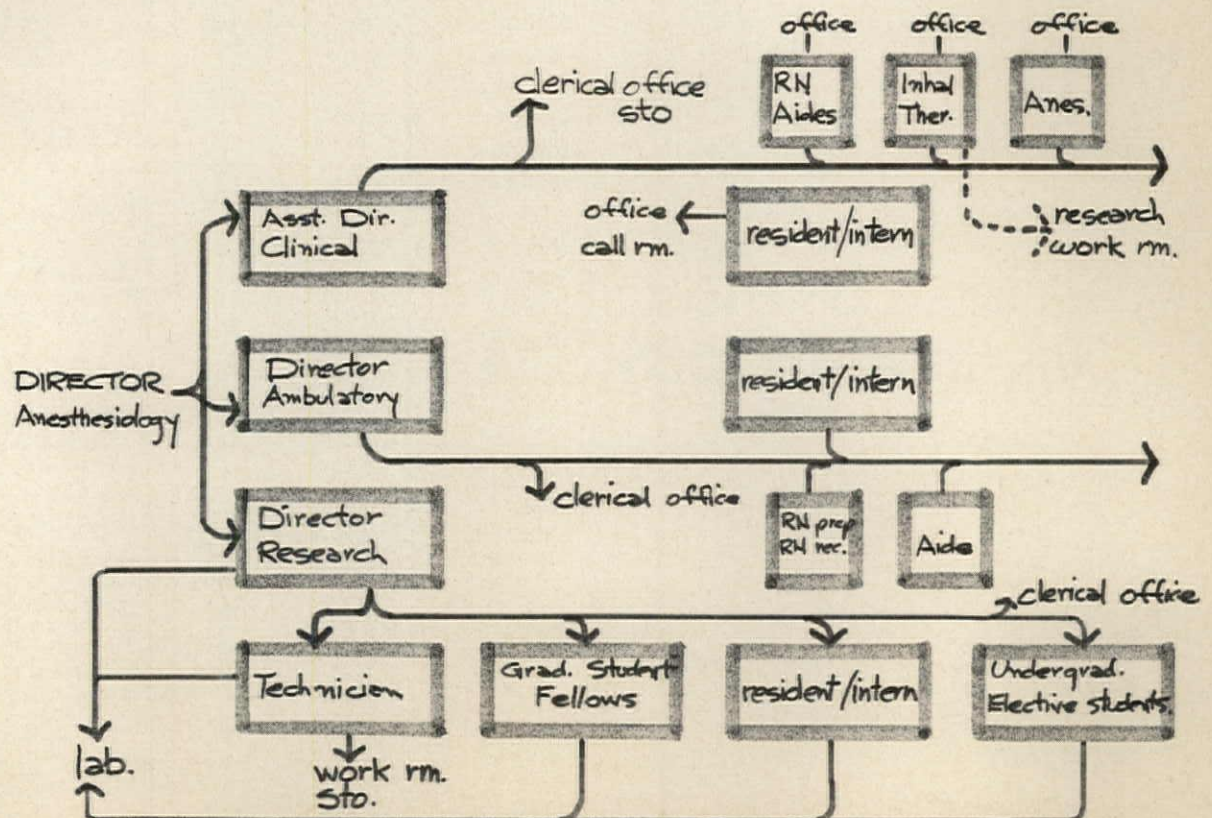 office
office
office
clerical office
sto
RN
Aides
Inhal
Ther.
Anes.
Asst. Dir.
Clinical
office
call rm.
resident/intern
research
work rm.
DIRECTOR
Anesthesiology
Director
Ambulatory
resident/intern
clerical office
RN prep
RN rec.
Aide
Director
Research
clerical office
Technician
Grad. Student
Fellows
resident/intern
Undergrad.
Elective students.
lab.
work rm.
sto.